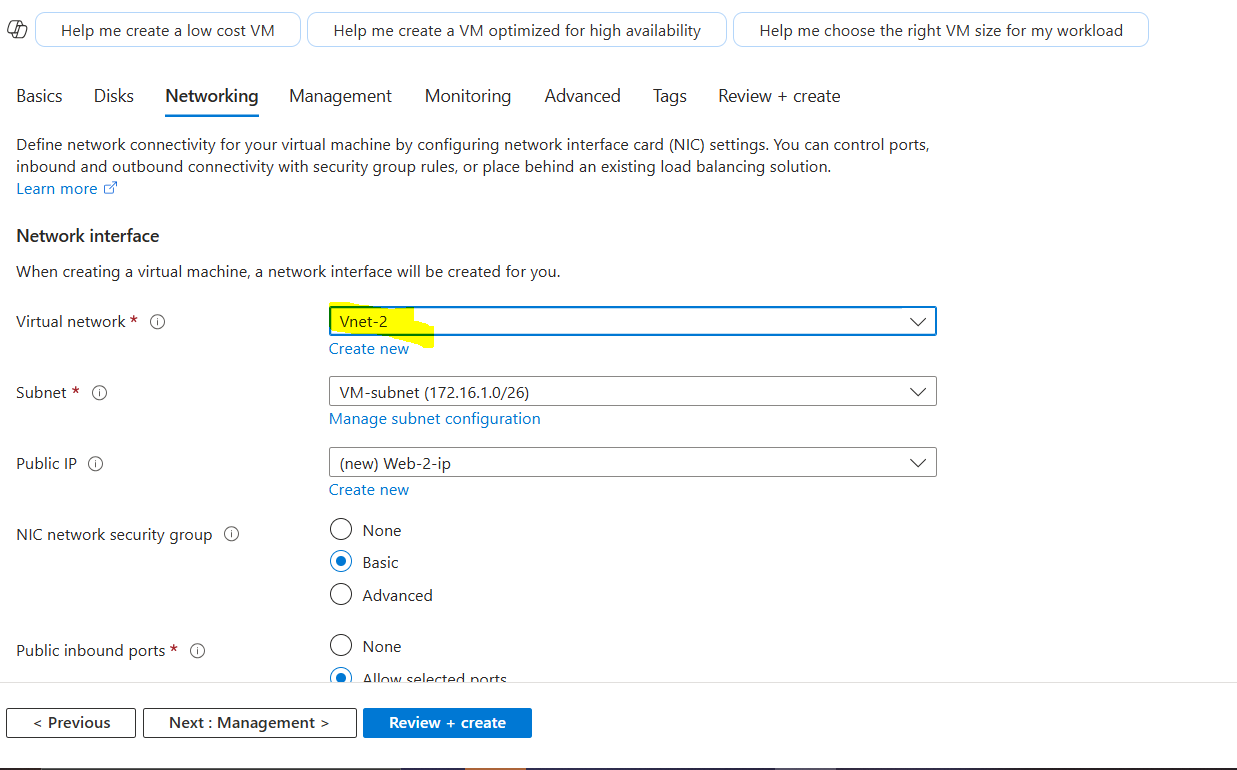 Help me create a low cost VM
Help me create a VM optimized for high availability
Help me choose the right VM size for my workload
Basics Disks Networking Management Monitoring Advanced Tags Review + create
Define network connectivity for your virtual machine by configuring network interface card (NIC) settings. You can control ports,
inbound and outbound connectivity with security group rules, or place behind an existing load balancing solution.
Learn more
Network interface
When creating a virtual machine, a network interface will be created for you.
Virtual network *
Vnet-2
Create new
Subnet *
VM-subnet (172.16.1.0/26)
Manage subnet configuration
Public IP
(new) Web-2-ip
Create new
NIC network security group
None
Basic
Advanced
Public inbound ports *
None
Allow selected ports
< Previous
Next : Management >
Review + create